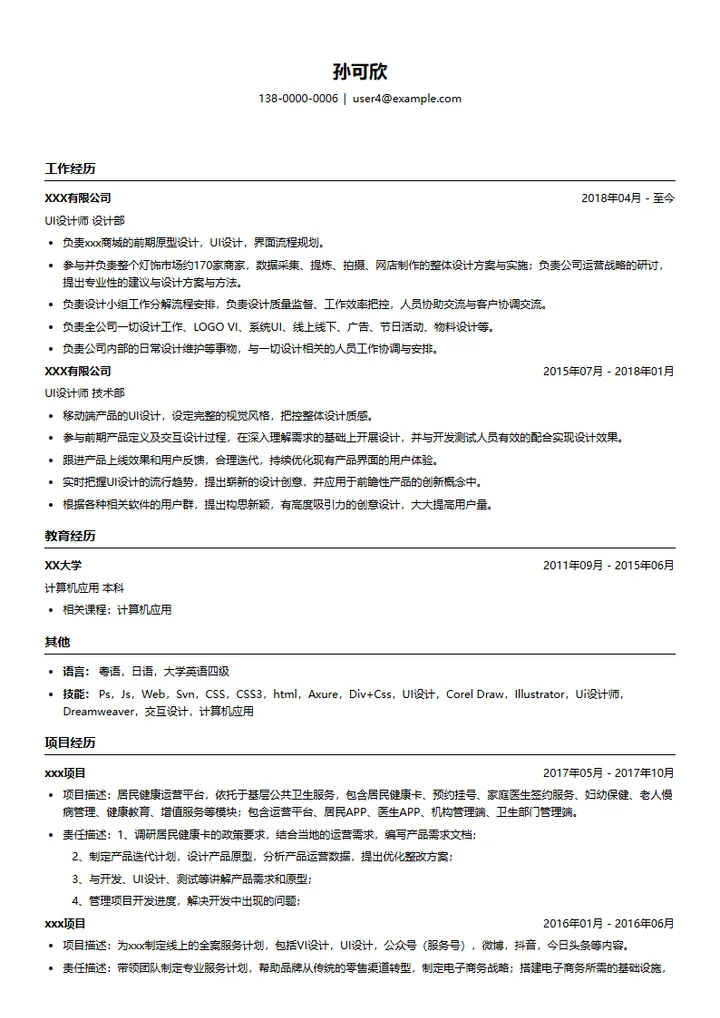 孙可欣
138-0000-0006 | user4@example.com
工作经历
XXX有限公司 2018年04月 - 至今
UI设计师 设计部
• 负责xxx商城的前期原型设计，UI设计，界面流程规划。
• 参与并负责整个灯饰市场约170家商家，数据采集、提炼、拍摄、网店制作的整体设计方案与实施；负责公司运营战略的研讨，
提出专业性的建议与设计方案与方法。
• 负责设计小组工作分解流程安排，负责设计质量监督、工作效率把控，人员协助交流与客户协调交流。
• 负责全公司一切设计工作、LOGO VI、系统UI、线上线下、广告、节日活动、物料设计等。
• 负责公司内部的日常设计维护等事物，与一切设计相关的人员工作协调与安排。
XXX有限公司 2015年07月 - 2018年01月
UI设计师 技术部
• 移动端产品的UI设计，设定完整的视觉风格，把控整体设计质感。
• 参与前期产品定义及交互设计过程，在深入理解需求的基础上开展设计，并与开发测试人员有效的配合实现设计效果。
• 跟进产品上线效果和用户反馈，合理迭代，持续优化现有产品界面的用户体验。
• 实时把握UI设计的流行趋势，提出崭新的设计创意，并应用于前瞻性产品的创新概念中。
• 根据各种相关软件的用户群，提出构思新颖，有高度吸引力的创意设计，大大提高用户量。
教育经历
XX大学 2011年09月 - 2015年06月
计算机应用 本科
• 相关课程：计算机应用
其他
• 语言： 粤语，日语，大学英语四级
• 技能： Ps，Js，Web，Svn，CSS，CSS3，html，Axure，Div+Css，UI设计，Corel Draw，Illustrator，Ui设计师，
Dreamweaver，交互设计，计算机应用
项目经历
xxx项目 2017年05月 - 2017年10月
• 项目描述：居民健康运营平台，依托于基层公共卫生服务，包含居民健康卡、预约挂号、家庭医生签约服务、妇幼保健、老人慢
病管理、健康教育、增值服务等模块；包含运营平台、居民APP、医生APP、机构管理端、卫生部门管理端。
• 责任描述：1、调研居民健康卡的政策要求，结合当地的运营需求，编写产品需求文档；
2、制定产品迭代计划，设计产品原型，分析产品运营数据，提出优化整改方案；
3、与开发、UI设计、测试等讲解产品需求和原型；
4、管理项目开发进度，解决开发中出现的问题；
xxx项目 2016年01月 - 2016年06月
• 项目描述：为xxx制定线上的全案服务计划，包括VI设计，UI设计，公众号（服务号），微博，抖音，今日头条等内容。
• 责任描述：带领团队制定专业服务计划，帮助品牌从传统的零售渠道转型，制定电子商务战略；搭建电子商务所需的基础设施，